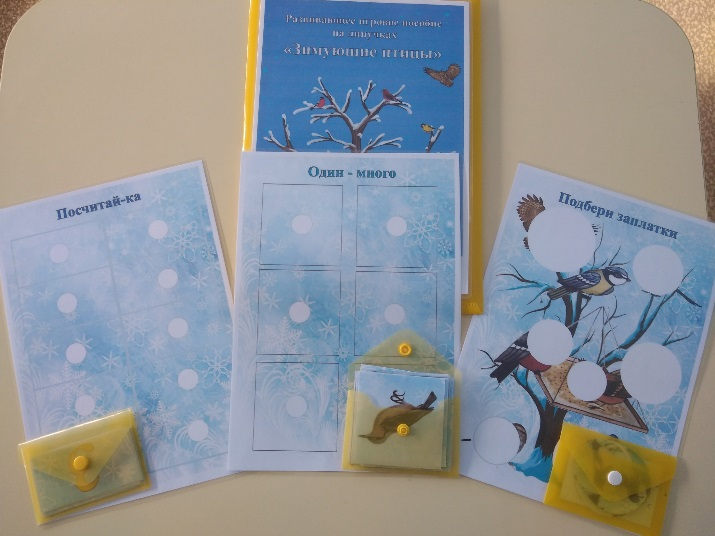 Развивающее игровое пособие
на липучках
«Зимующие птицы»
Посчитай-ка
Один - много
Подбери заплатки